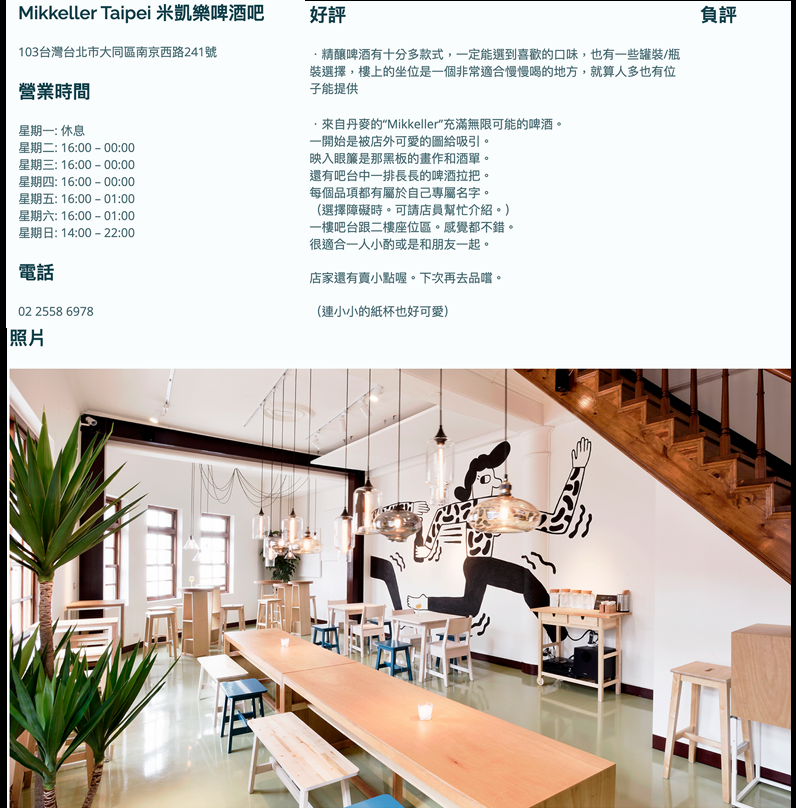 Mikkeller Taipei 米凱樂啤酒吧
103台灣台北市大同區南京西路241號
營業時間
星期一: 休息
星期二: 16:00 – 00:00
星期三: 16:00 – 00:00
星期四: 16:00 – 00:00
星期五: 16:00 – 01:00
星期六: 16:00 – 01:00
星期日: 14:00 – 22:00
電話
02 2558 6978
好評
· 精釀啤酒有十分多款式，一定能選到喜歡的口味，也有一些罐裝/瓶
裝選擇，樓上的坐位是一個非常適合慢慢喝的地方，就算人多也有位
子能提供
· 來自丹麥的“Mikkeller”充滿無限可能的啤酒。
一開始是被店外可愛的圖給吸引。
映入眼簾是那黑板的畫作和酒單。
還有吧台中一排長長的啤酒拉把。
每個品項都有屬於自己專屬名字。
（選擇障礙時。可請店員幫忙介紹。）
一樓吧台跟二樓座位區。感覺都不錯。
很適合一人小酌或是和朋友一起。
店家還有賣小點喔。下次再去品嚐。
（連小小的紙杯也好可愛）
負評
照片